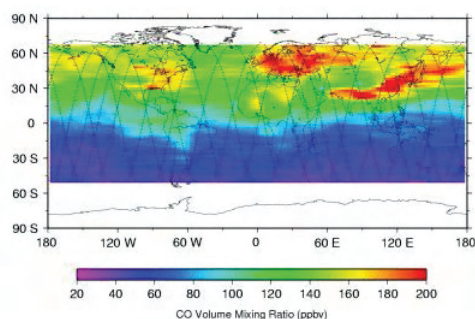 90 N
60 N
30 N
0
30 S
60 S
90 S
180 120 W 60 W 0 60 E 120 E 180
20 40 60 80 100 120 140 160 180 200
CO Volume Mixing Ratio (ppbv)